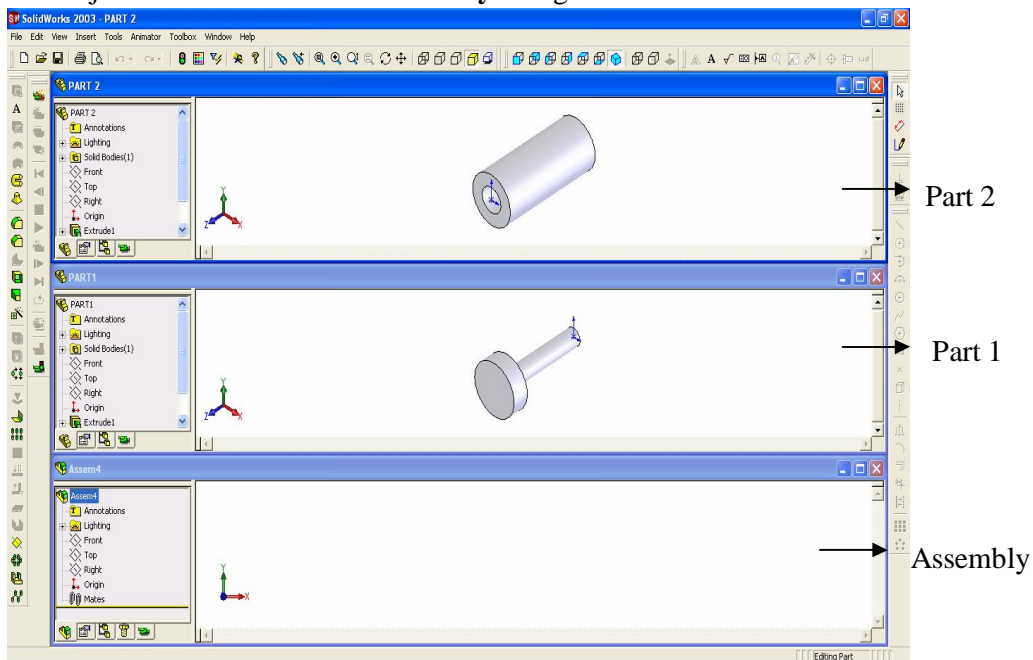 SolidWorks 2003 - PART 2
File Edit View Insert Tools Animator Toolbox Window Help
PART 2
PART 2
Annotations
Lighting
Solid Bodies(1)
Front
Top
Right
Origin
Extrude1
Y
Z
X
Part 2
PART1
PART1
Annotations
Lighting
Solid Bodies(1)
Front
Top
Right
Origin
Extrude1
Y
Z
X
Part 1
Assem4
Assem4
Annotations
Lighting
Front
Top
Right
Origin
Mates
Y
X
Assembly
Editing Part